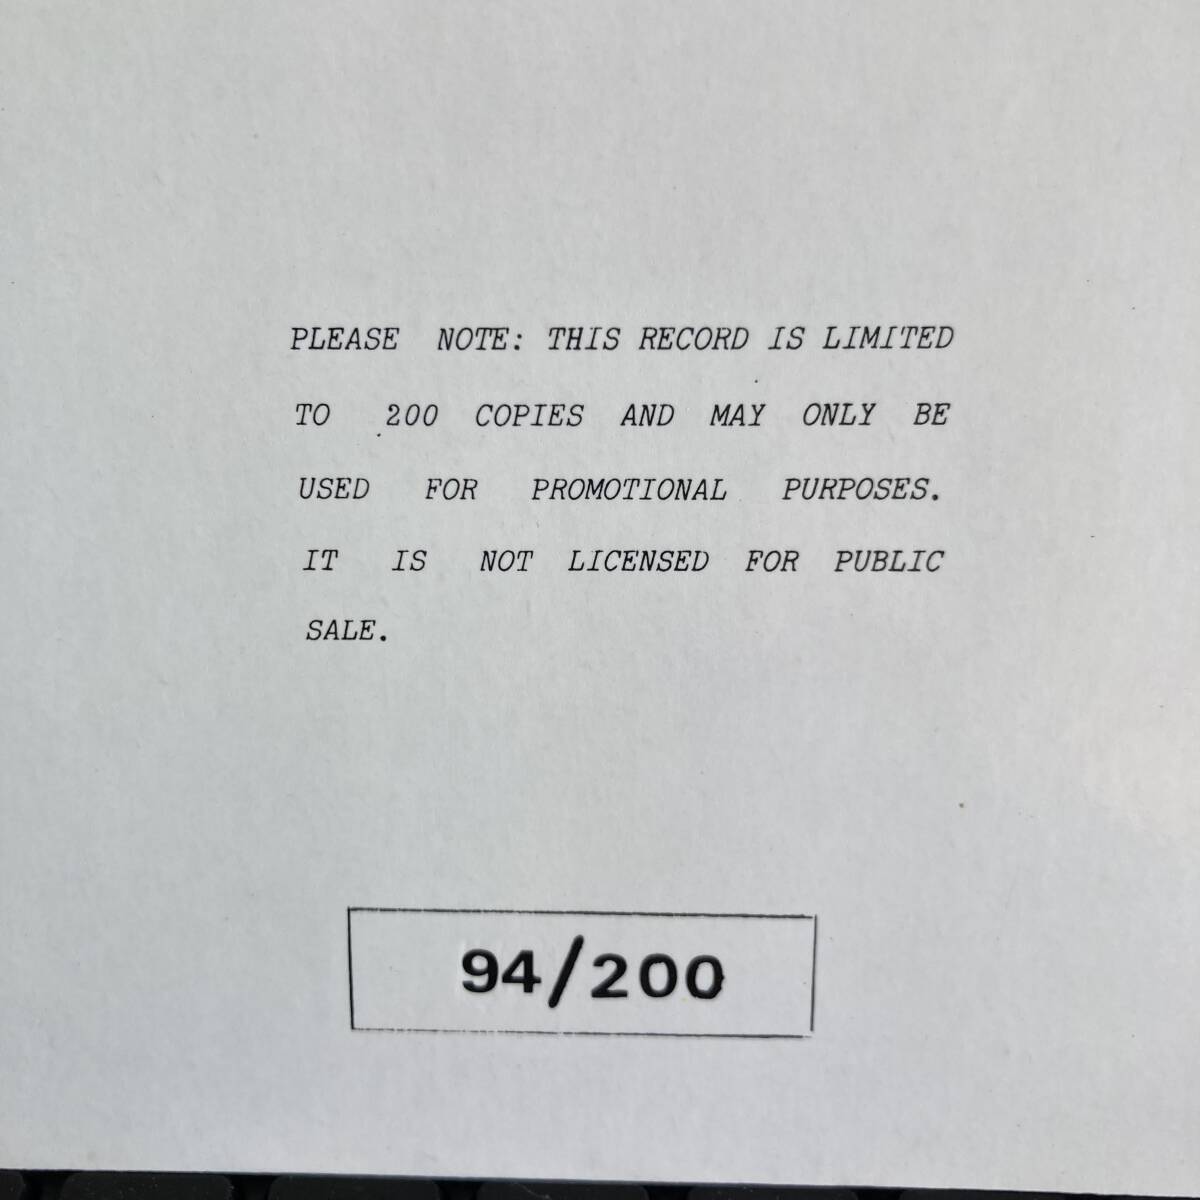 PLEASE NOTE: THIS RECORD IS LIMITED
TO 200 COPIES AND MAY ONLY BE
USED FOR PROMOTIONAL PURPOSES.
IT IS NOT LICENSED FOR PUBLIC
SALE.
94/200